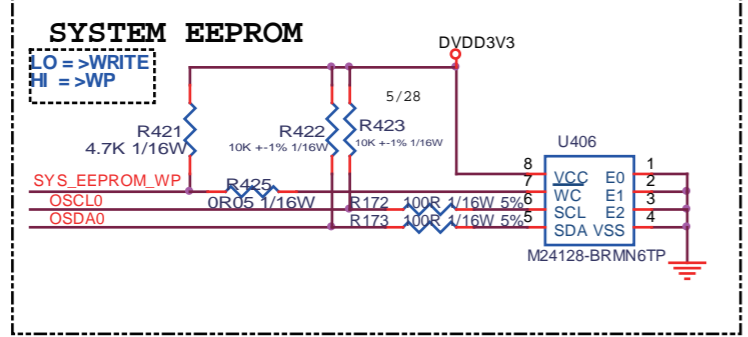 SYSTEM EEPROM
DVDD3V3
LO = >WRITE
HI = >WP
5/28
R421
4.7K 1/16W
R422
10K +-1% 1/16W
R423
10K +-1% 1/16W
U406
SYS_EEPROM_WP
R425
0R05 1/16W
OSCL0
R172 100R 1/16W 5%
OSDA0
R173 100R 1/16W 5%
8 VCC E0 1
7 WC E1 2
6 SCL E2 3
5 SDA VSS 4
M24128-BRMN6TP